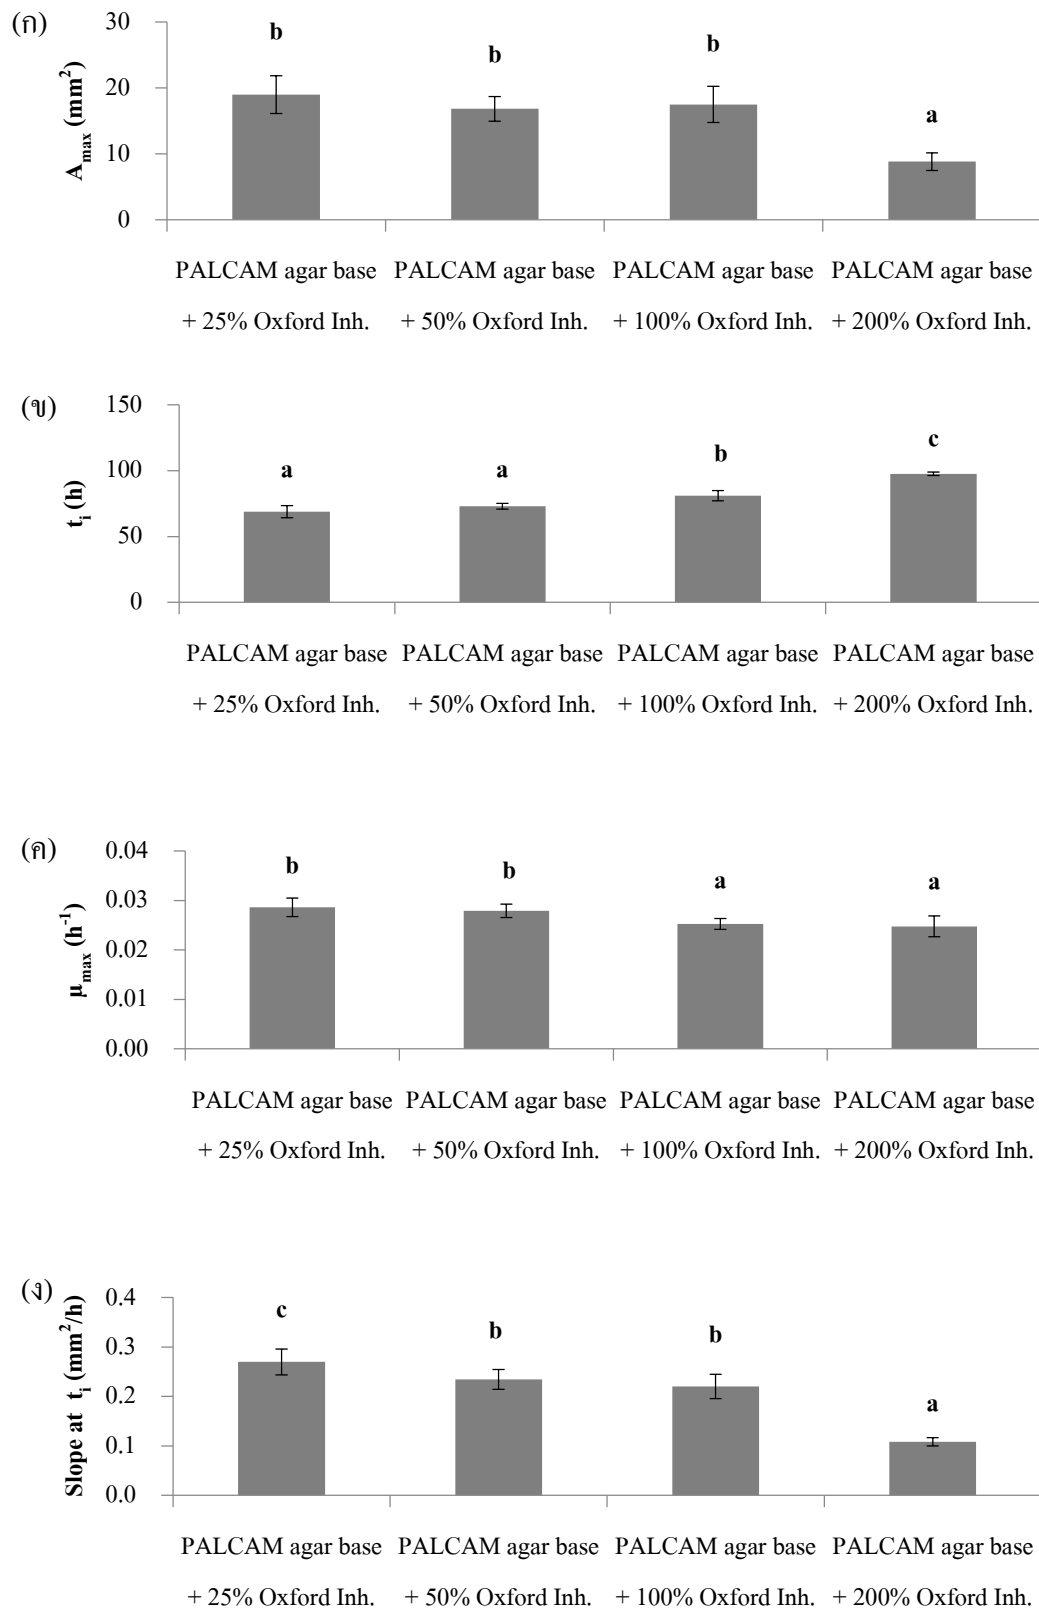 (ก)
A_max (mm²)
30
20
10
0
b b b a
PALCAM agar base PALCAM agar base PALCAM agar base PALCAM agar base
+ 25% Oxford Inh. + 50% Oxford Inh. + 100% Oxford Inh. + 200% Oxford Inh.
(ข)
t_i (h)
150
100
50
0
a a b c
PALCAM agar base PALCAM agar base PALCAM agar base PALCAM agar base
+ 25% Oxford Inh. + 50% Oxford Inh. + 100% Oxford Inh. + 200% Oxford Inh.
(ค)
μ_max (h⁻¹)
0.04
0.03
0.02
0.01
0.00
b b a a
PALCAM agar base PALCAM agar base PALCAM agar base PALCAM agar base
+ 25% Oxford Inh. + 50% Oxford Inh. + 100% Oxford Inh. + 200% Oxford Inh.
(ง)
Slope at t_i (mm²/h)
0.4
0.3
0.2
0.1
0.0
c b b a
PALCAM agar base PALCAM agar base PALCAM agar base PALCAM agar base
+ 25% Oxford Inh. + 50% Oxford Inh. + 100% Oxford Inh. + 200% Oxford Inh.